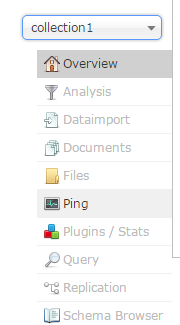 collection1
Overview
Analysis
Dataimport
Documents
Files
Ping
Plugins / Stats
Query
Replication
Schema Browser